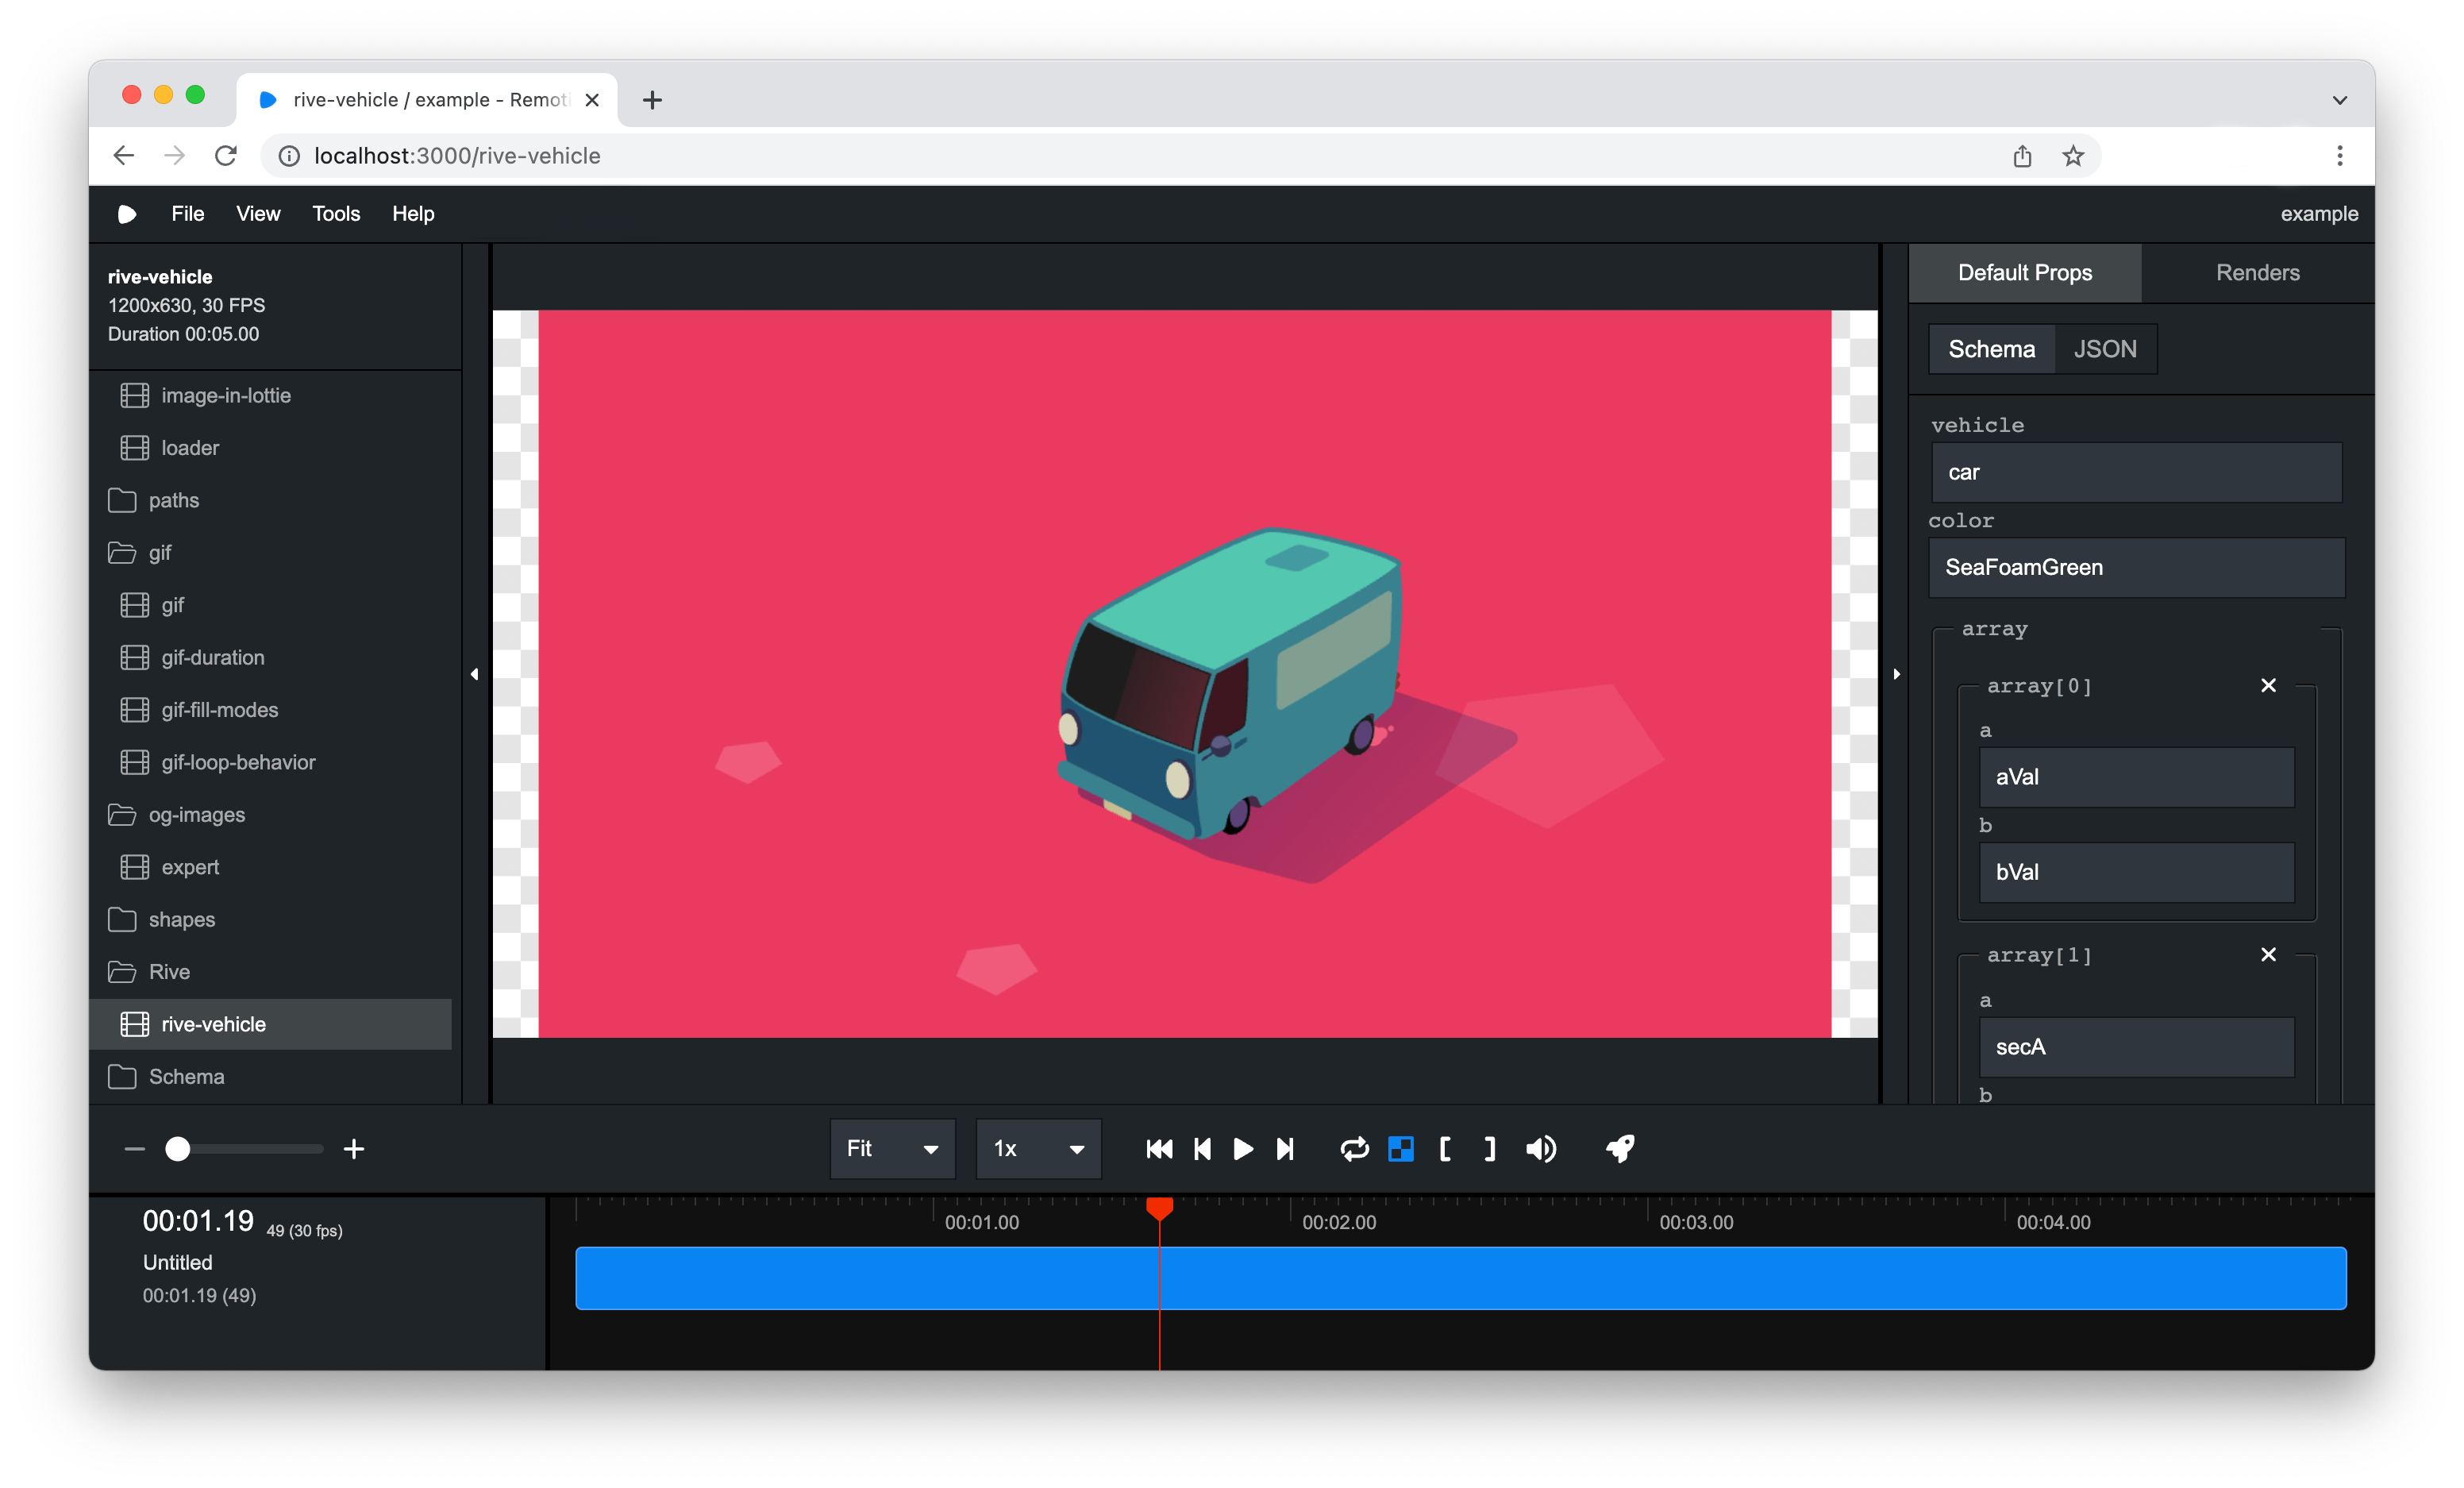 rive-vehicle / example - Remot
localhost:3000/rive-vehicle
File View Tools Help
example
rive-vehicle
1200x630, 30 FPS
Duration 00:05.00
image-in-lottie
loader
paths
gif
gif
gif-duration
gif-fill-modes
gif-loop-behavior
og-images
expert
shapes
Rive
rive-vehicle
Schema
Default Props
Renders
Schema
JSON
vehicle
car
color
SeaFoamGreen
array
array[0]
a
aVal
b
bVal
array[1]
a
secA
b
Fit
1x
00:01.19 49 (30 fps)
Untitled
00:01.19 (49)
00:01.00
00:02.00
00:03.00
00:04.00